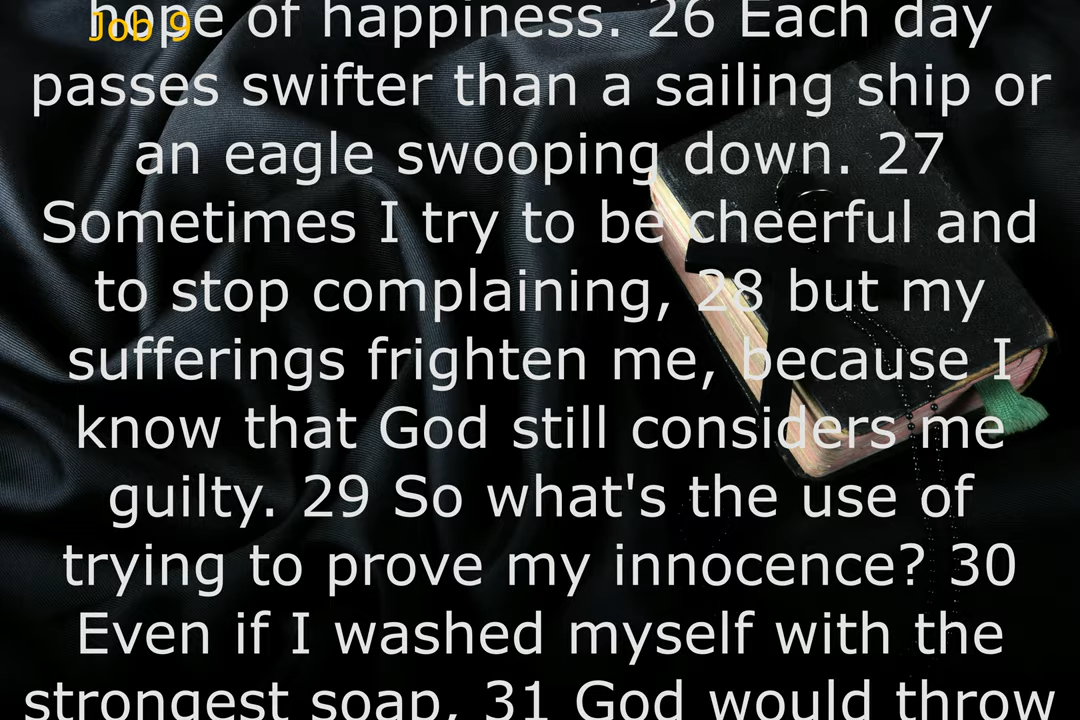 Job 9
hope of happiness. 26 Each day
passes swifter than a sailing ship or
an eagle swooping down. 27
Sometimes I try to be cheerful and
to stop complaining, 28 but my
sufferings frighten me, because I
know that God still considers me
guilty. 29 So what's the use of
trying to prove my innocence? 30
Even if I washed myself with the
strongest soap, 31 God would throw